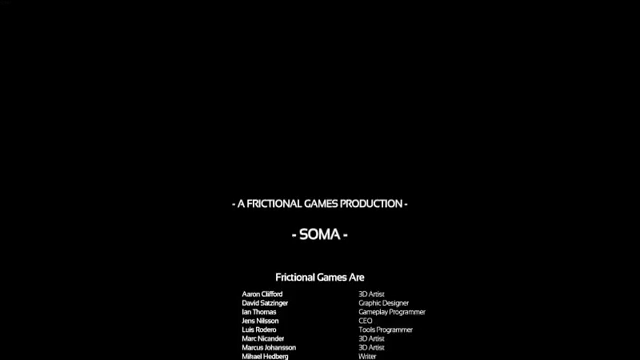 - A FRICTIONAL GAMES PRODUCTION -
- SOMA -
Frictional Games Are
Aaron Clifford 3D Artist
David Satzinger Graphic Designer
Ian Thomas Gameplay Programmer
Jens Nilsson CEO
Luis Rodero Tools Programmer
Marc Nicander 3D Artist
Marcus Johansson 3D Artist
Mihael Hedberg Writer